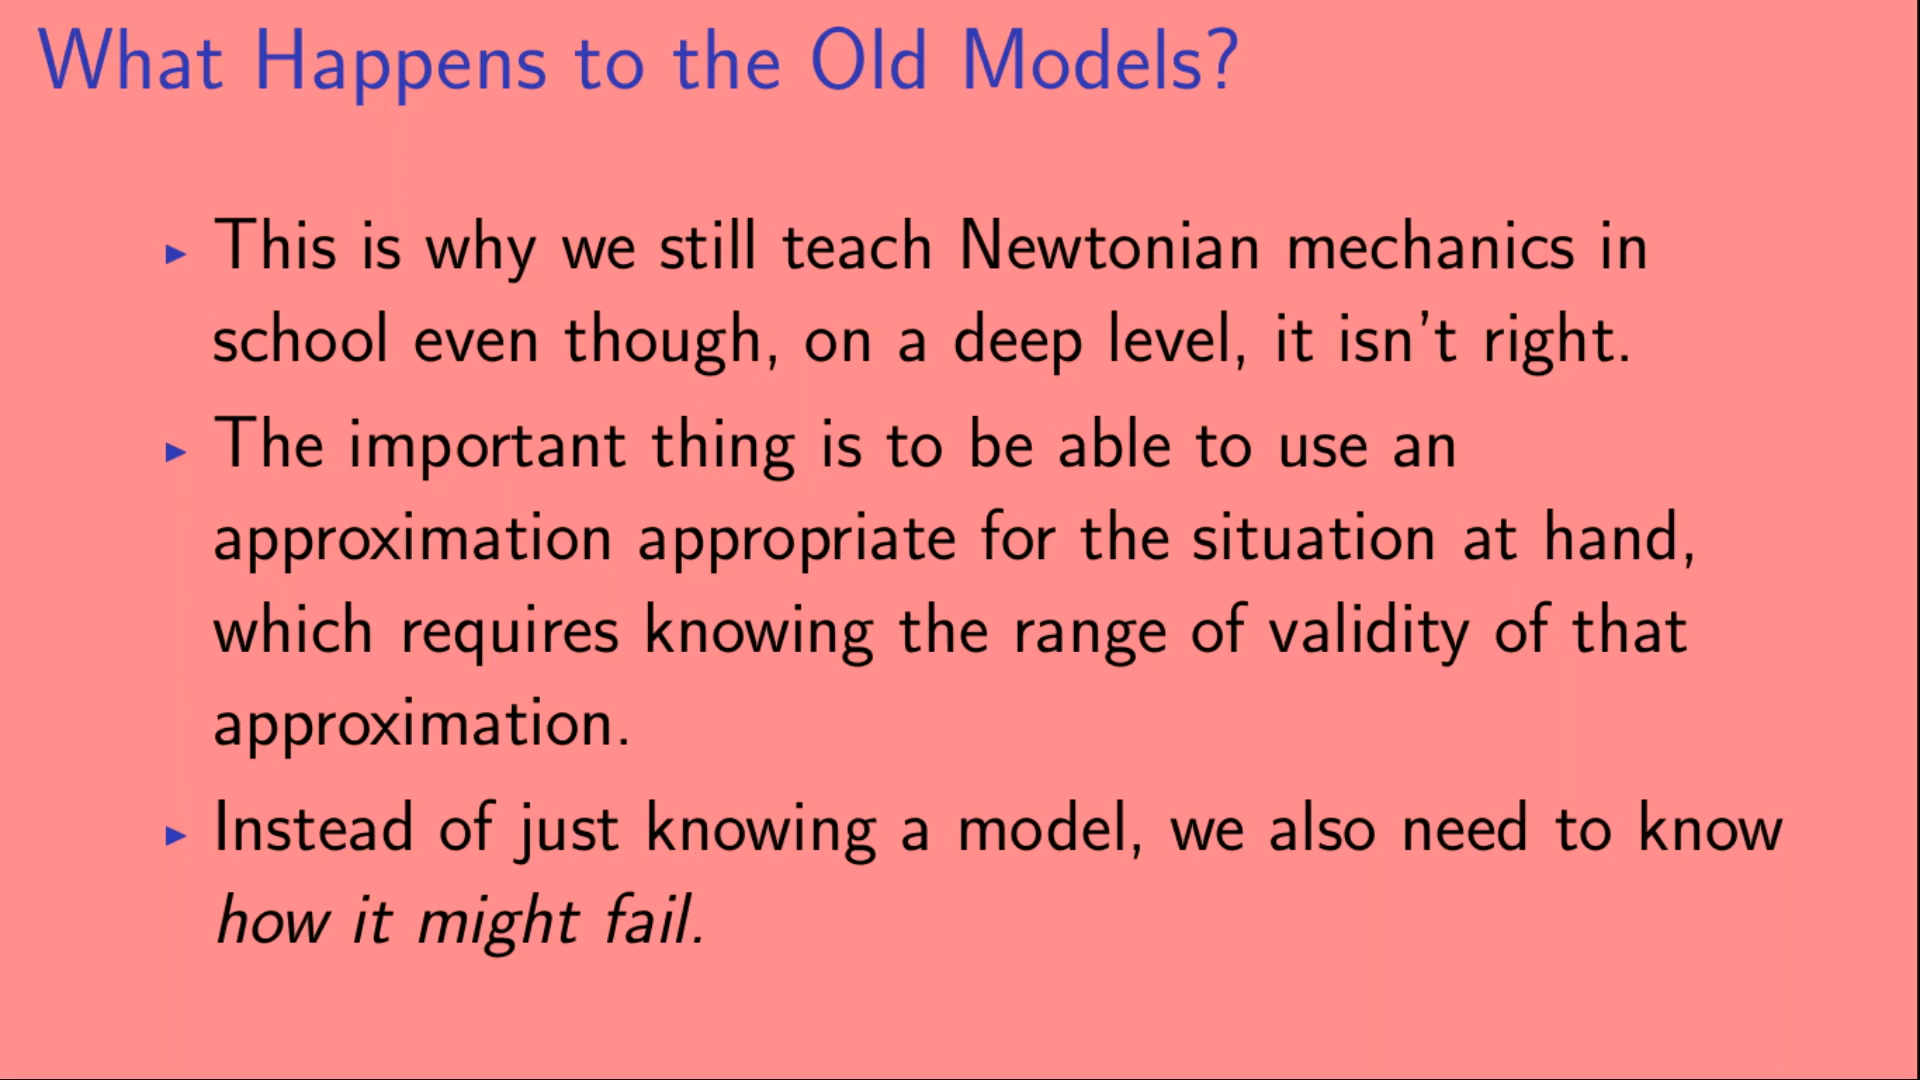 What Happens to the Old Models?
▶ This is why we still teach Newtonian mechanics in
school even though, on a deep level, it isn't right.
▶ The important thing is to be able to use an
approximation appropriate for the situation at hand,
which requires knowing the range of validity of that
approximation.
▶ Instead of just knowing a model, we also need to know
how it might fail.